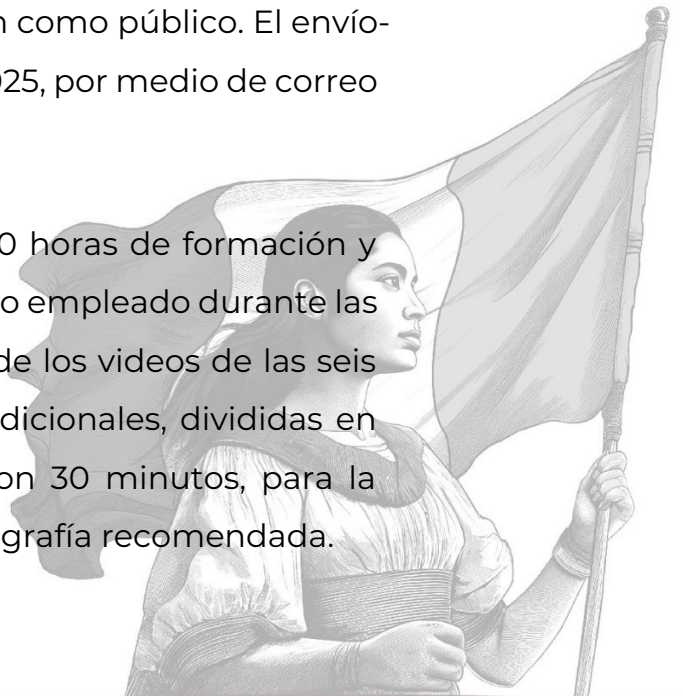 como público. El envío-
25, por medio de correo
0 horas de formación y
o empleado durante las
de los videos de las seis
dicionales, divididas en
on 30 minutos, para la
grafía recomendada.